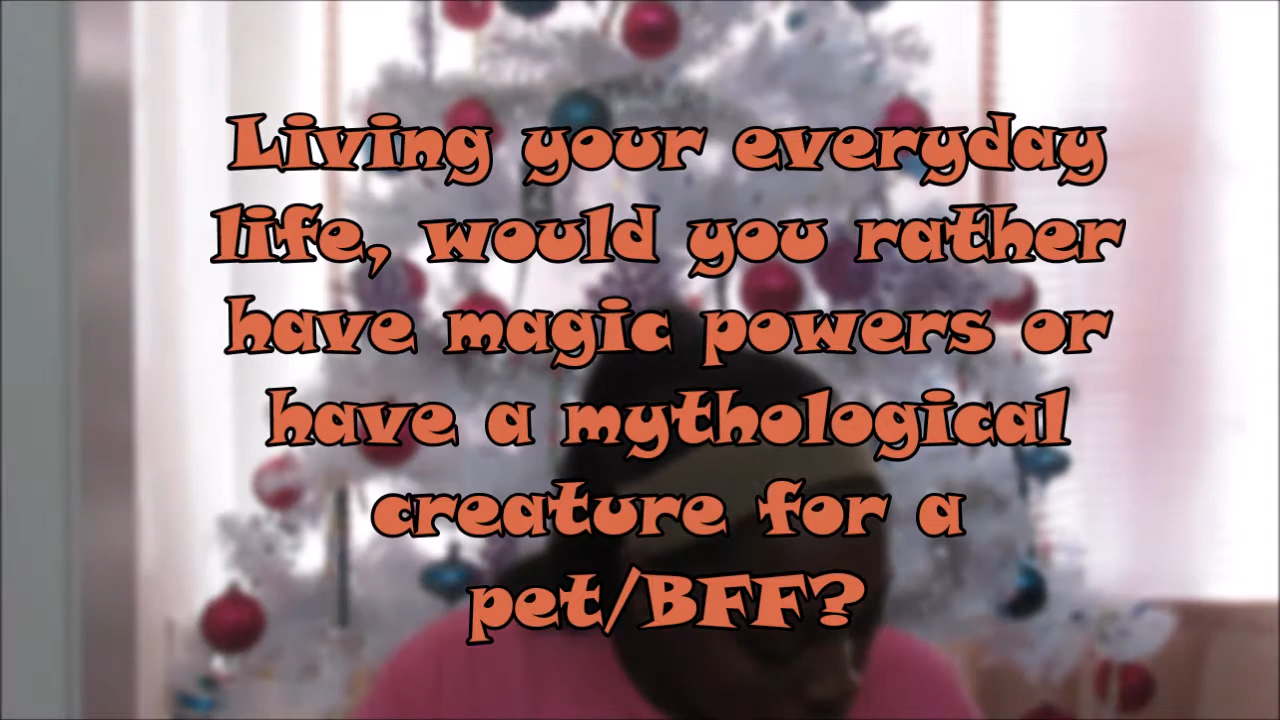 Living your everyday
life, would you rather
have magic powers or
have a mythological
creature for a
pet/BFF?